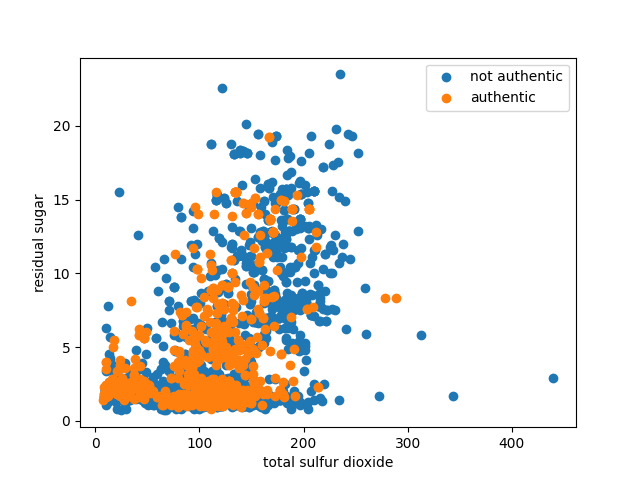 not authentic
authentic
20
15
10
5
0
residual sugar
0 100 200 300 400
total sulfur dioxide